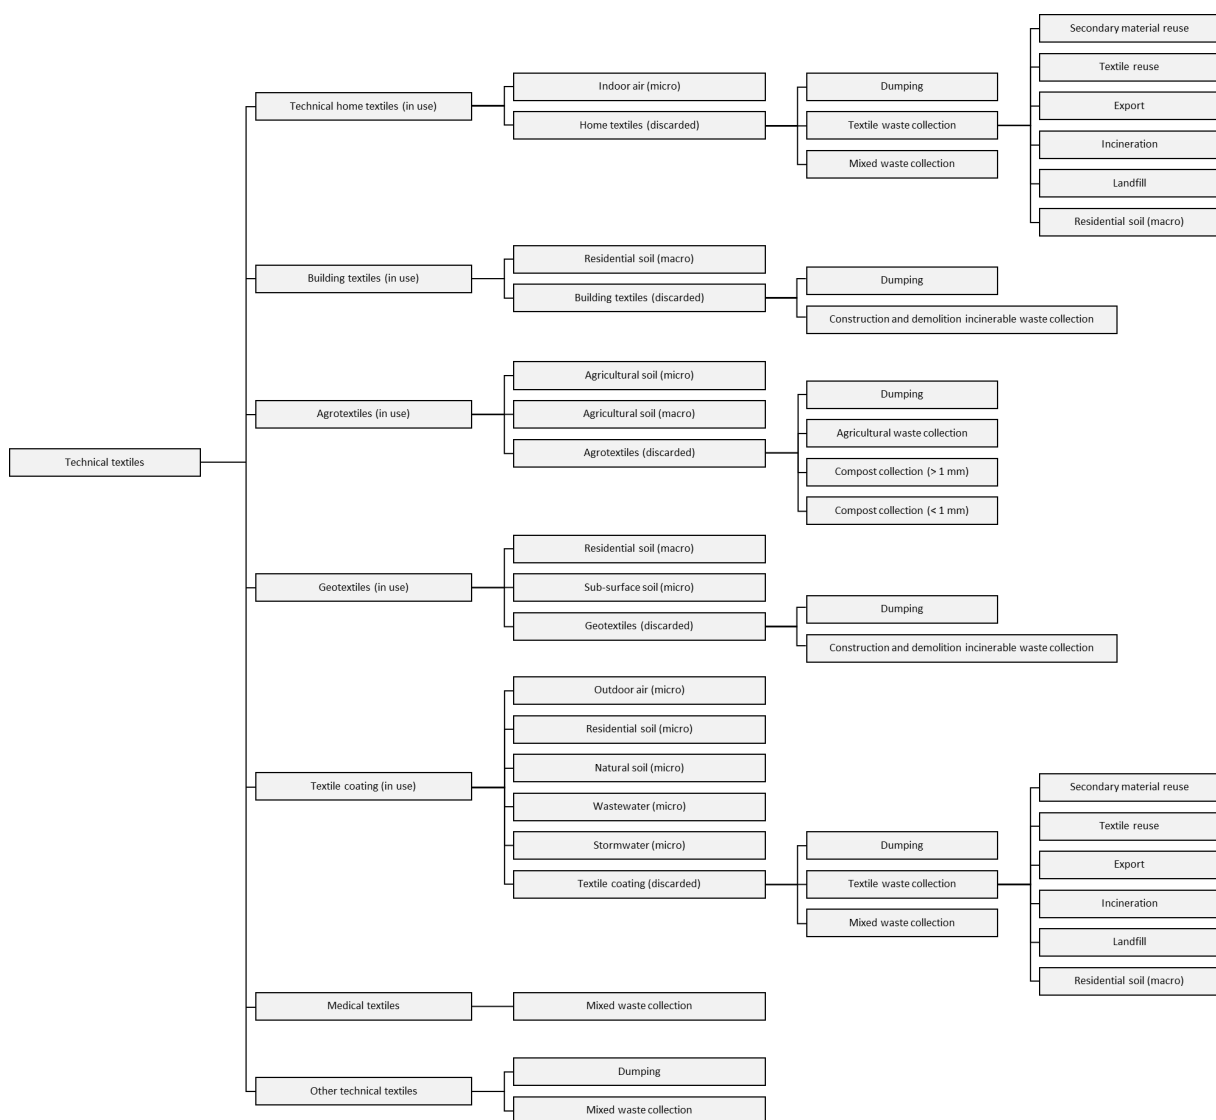 Technical textiles
Technical home textiles (in use)
Indoor air (micro)
Home textiles (discarded)
Dumping
Textile waste collection
Secondary material reuse
Textile reuse
Export
Incineration
Landfill
Residential soil (macro)
Mixed waste collection
Building textiles (in use)
Residential soil (macro)
Building textiles (discarded)
Dumping
Construction and demolition incinerable waste collection
Agrotextiles (in use)
Agricultural soil (micro)
Agricultural soil (macro)
Agrotextiles (discarded)
Dumping
Agricultural waste collection
Compost collection (> 1 mm)
Compost collection (< 1 mm)
Geotextiles (in use)
Residential soil (macro)
Sub-surface soil (micro)
Geotextiles (discarded)
Dumping
Construction and demolition incinerable waste collection
Textile coating (in use)
Outdoor air (micro)
Residential soil (micro)
Natural soil (micro)
Wastewater (micro)
Stormwater (micro)
Textile coating (discarded)
Dumping
Textile waste collection
Secondary material reuse
Textile reuse
Export
Incineration
Landfill
Residential soil (macro)
Mixed waste collection
Medical textiles
Mixed waste collection
Other technical textiles
Dumping
Mixed waste collection